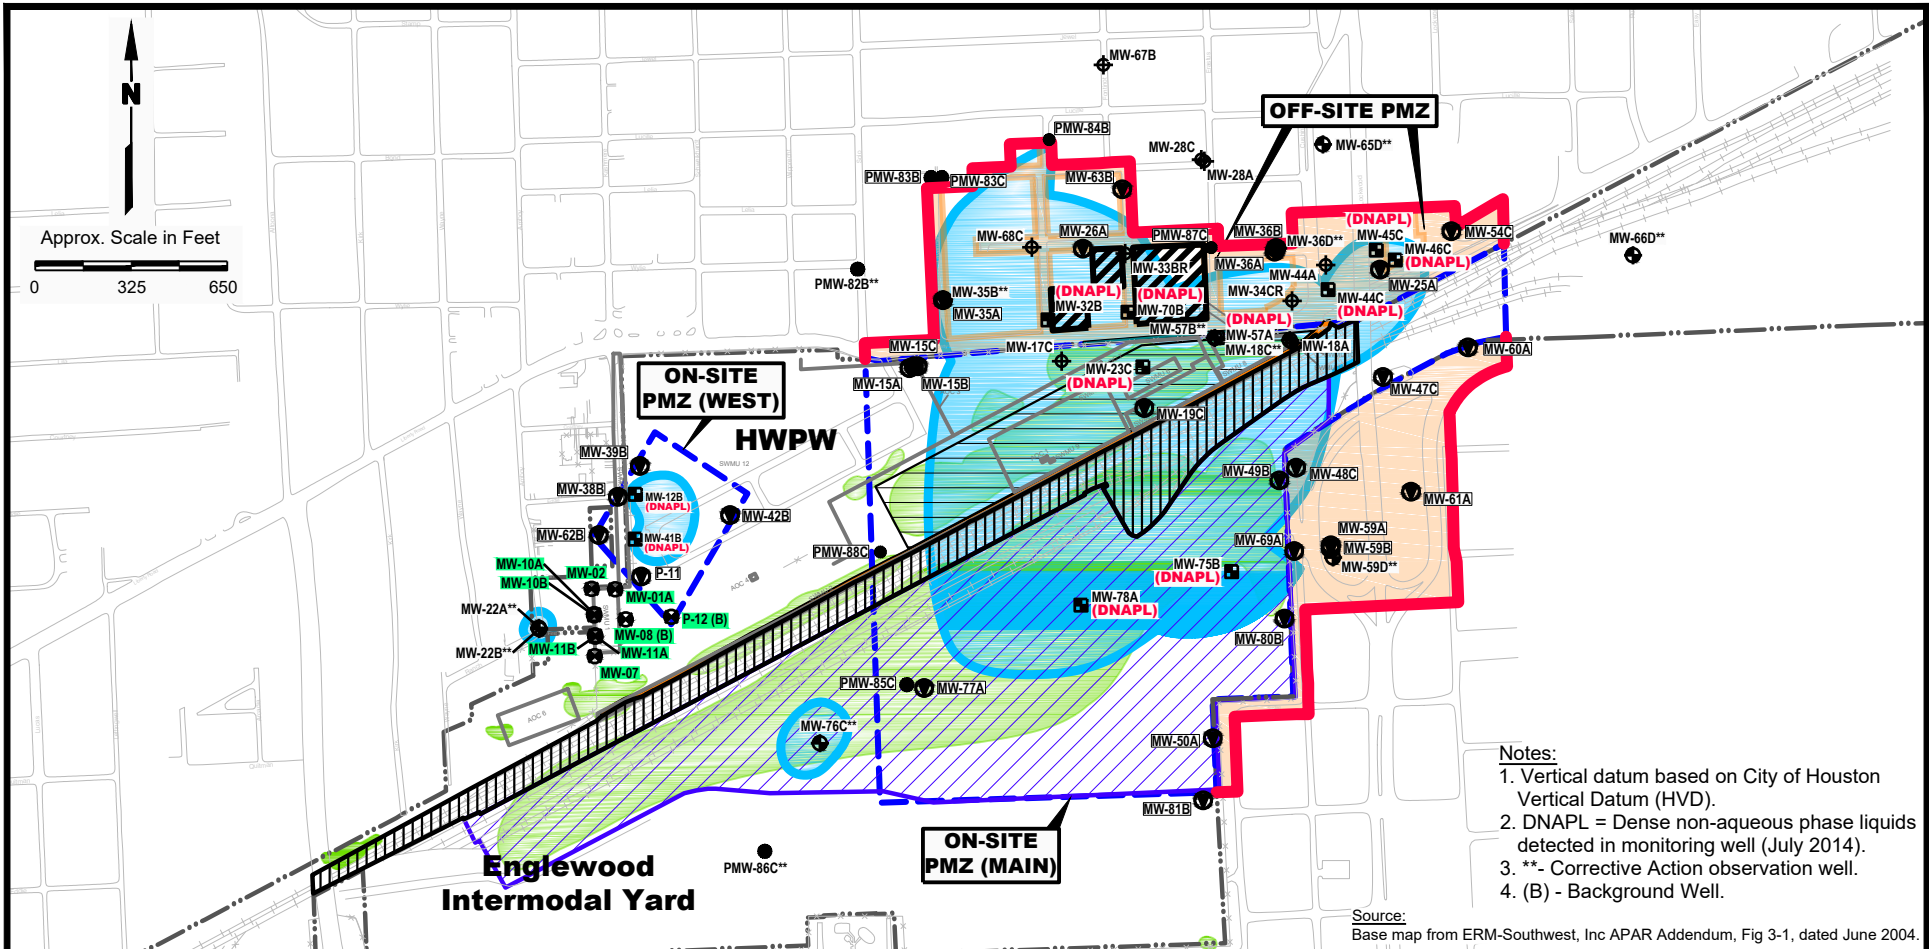 N
Approx. Scale in Feet
0 325 650
MW-67B
OFF-SITE PMZ
PMW-84B
MW-28C
MW-28A
MW-65D**
PMW-83B
PMW-83C
MW-63B
MW-68C
MW-26A
PMW-87C
MW-36B
MW-36D**
MW-36A
(DNAPL)
MW-45C
MW-46C
(DNAPL)
MW-54C
MW-66D**
MW-25A
MW-44A
MW-34CR
(DNAPL)
MW-44C
(DNAPL)
MW-33BR
(DNAPL)
MW-70B
(DNAPL)
MW-32B
PMW-82B**
MW-35B**
MW-35A
MW-57B**
MW-57A
MW-18C**
MW-18A
MW-60A
MW-15C
MW-15A
MW-15B
MW-17C
MW-23C
(DNAPL)
MW-19C
MW-47C
ON-SITE
PMZ (WEST)
HWPW
SWMU 12
MW-39B
MW-38B
MW-12B
(DNAPL)
MW-42B
MW-62B
MW-41B
(DNAPL)
MW-49B
MW-48C
MW-61A
MW-10A
MW-10B
MW-02
P-11
MW-01A
PMW-88C
AOC 4
MW-69A
MW-59A
MW-59B
MW-59D**
MW-75B
(DNAPL)
MW-78A
(DNAPL)
MW-22A**
MW-22B**
SWMU 1
P-12 (B)
MW-08 (B)
MW-11B
MW-11A
MW-07
MW-80B
AOC 6
PMW-85C
MW-77A
MW-76C**
MW-50A
MW-81B
ON-SITE
PMZ (MAIN)
PMW-86C**
Englewood
Intermodal Yard
Notes:
1. Vertical datum based on City of Houston
Vertical Datum (HVD).
2. DNAPL = Dense non-aqueous phase liquids
detected in monitoring well (July 2014).
3. **- Corrective Action observation well.
4. (B) - Background Well.
Source:
Base map from ERM-Southwest, Inc APAR Addendum, Fig 3-1, dated June 2004.